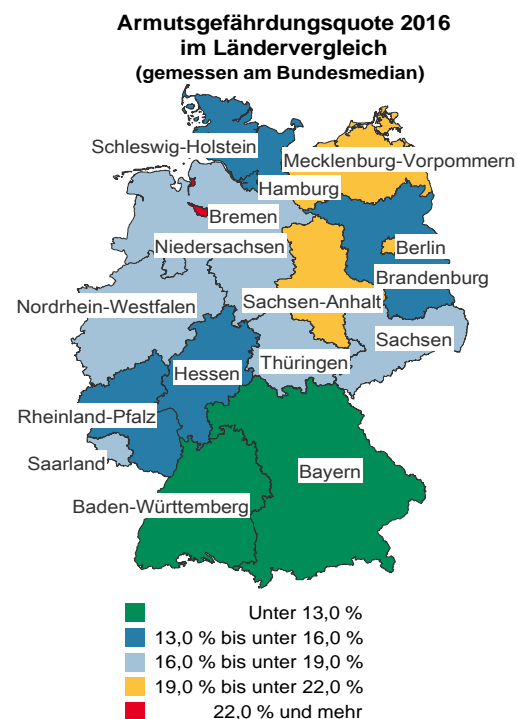 Armutsgefährdungsquote 2016
im Ländervergleich
(gemessen am Bundesmedian)
Schleswig-Holstein
Mecklenburg-Vorpommern
Hamburg
Bremen
Niedersachsen
Berlin
Brandenburg
Nordrhein-Westfalen
Sachsen-Anhalt
Sachsen
Thüringen
Hessen
Rheinland-Pfalz
Saarland
Bayern
Baden-Württemberg
Unter 13,0 %
13,0 % bis unter 16,0 %
16,0 % bis unter 19,0 %
19,0 % bis unter 22,0 %
22,0 % und mehr